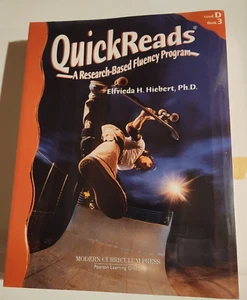 Level D
Book 3
QuickReads®
A Research-Based Fluency Program
Elfrieda H. Hiebert, Ph.D.
MODERN CURRICULUM PRESS
Pearson Learning Group